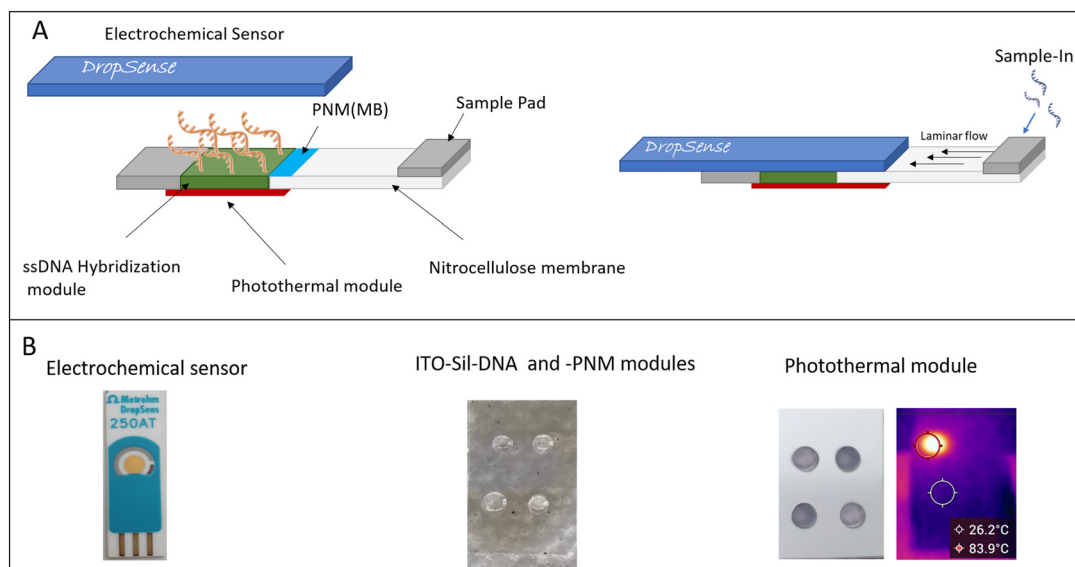 A
Electrochemical Sensor
DropSense
PNM(MB)
Sample Pad
ssDNA Hybridization
module
Photothermal module
Nitrocellulose membrane
Sample-In
DropSense
Laminar flow
B
Electrochemical sensor
Ω Metrohm
DropSens
250AT
ITO-Sil-DNA and -PNM modules
Photothermal module
26.2°C
83.9°C